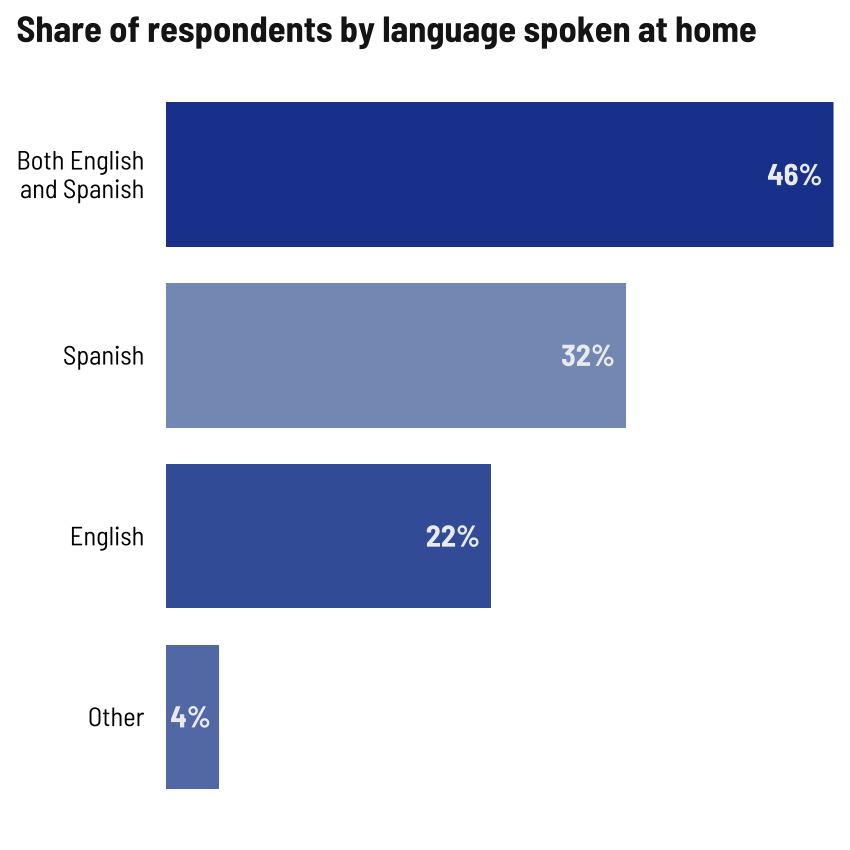 Share of respondents by language spoken at home
Both English
and Spanish
46%
Spanish
32%
English
22%
Other
4%